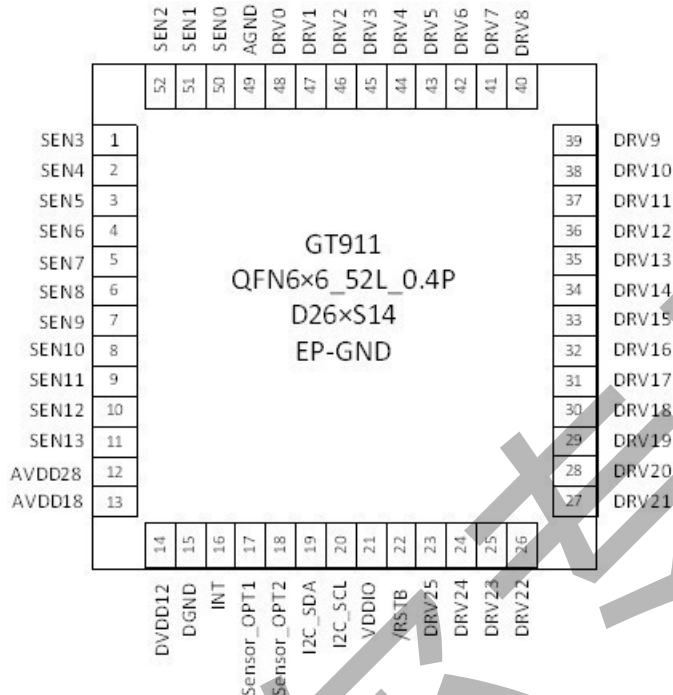 SEN2 SEN1 SEN0 AGND DRV0 DRV1 DRV2 DRV3 DRV4 DRV5 DRV6 DRV7 DRV8
52 51 50 49 48 47 46 45 44 43 42 41 40
SEN3 1 39 DRV9
SEN4 2 38 DRV10
SEN5 3 37 DRV11
SEN6 4 36 DRV12
SEN7 5 35 DRV13
SEN8 6 34 DRV14
SEN9 7 33 DRV15
SEN10 8 32 DRV16
SEN11 9 31 DRV17
SEN12 10 30 DRV18
SEN13 11 29 DRV19
AVDD28 12 28 DRV20
AVDD18 13 27 DRV21
GT911
QFN6×6_52L_0.4P
D26×S14
EP-GND
14 15 16 17 18 19 20 21 22 23 24 25 26
DVDD12 DGND INT Sensor_OPT1 Sensor_OPT2 I2C_SDA I2C_SCL VDDIO /RSTB DRV25 DRV24 DRV23 DRV22